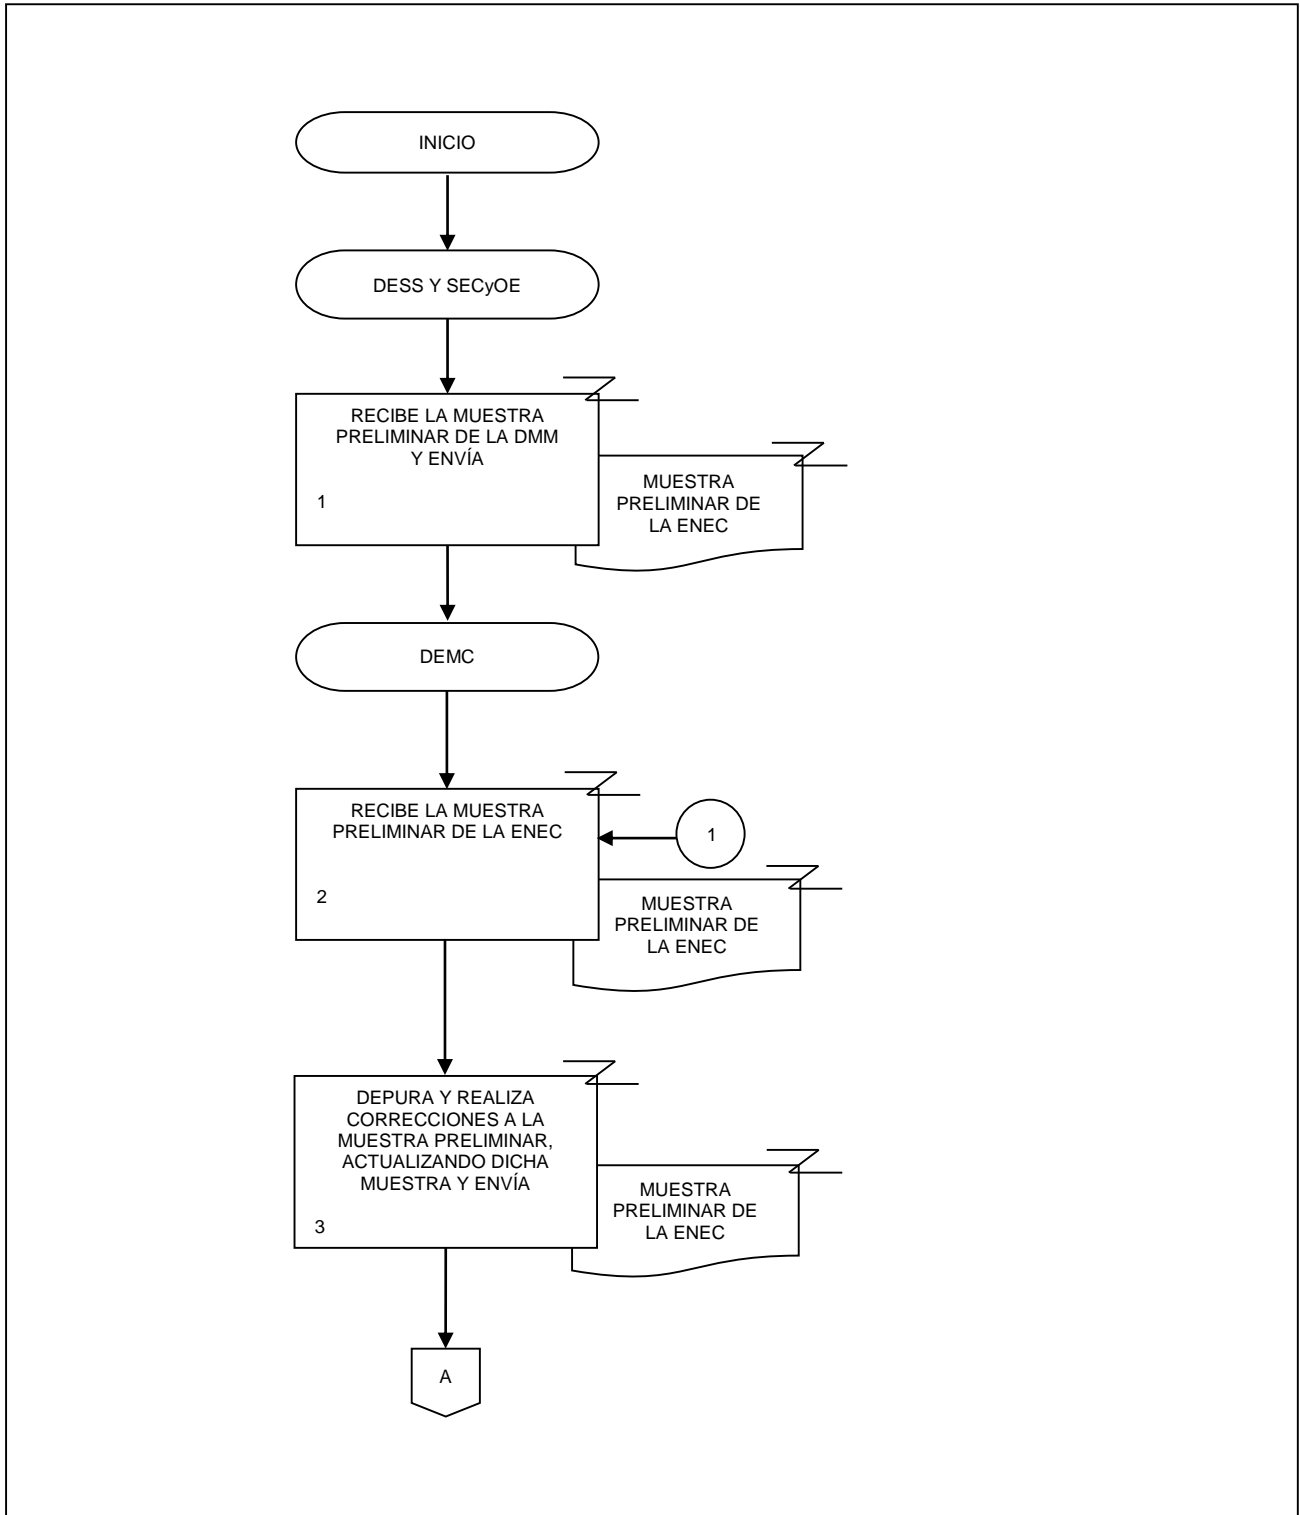 INICIO
DESS Y SECyOE
RECIBE LA MUESTRA
PRELIMINAR DE LA DMM
Y ENVÍA
1
MUESTRA
PRELIMINAR DE
LA ENEC
DEMC
RECIBE LA MUESTRA
PRELIMINAR DE LA ENEC
2
1
MUESTRA
PRELIMINAR DE
LA ENEC
DEPURA Y REALIZA
CORRECCIONES A LA
MUESTRA PRELIMINAR,
ACTUALIZANDO DICHA
MUESTRA Y ENVÍA
3
MUESTRA
PRELIMINAR DE
LA ENEC
A